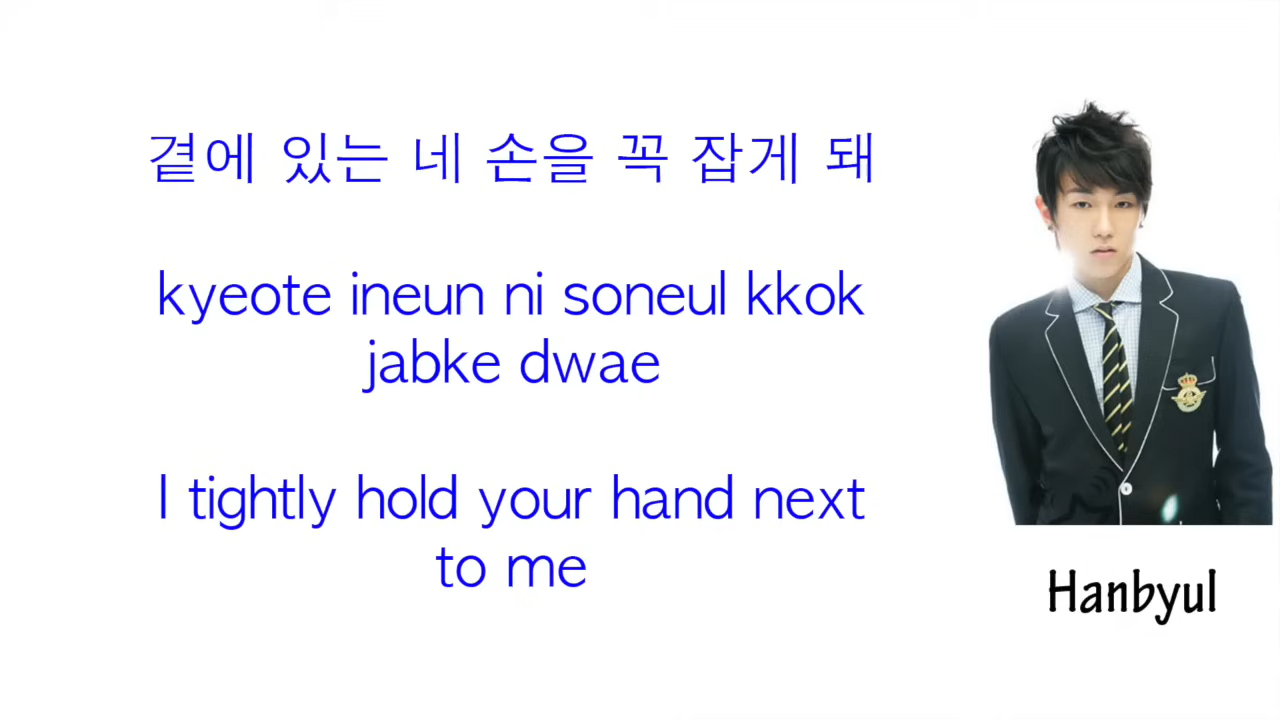 곁에 있는 네 손을 꼭 잡게 돼
kyeote ineun ni soneul kkok
jabke dwae
I tightly hold your hand next
to me
Hanbyul